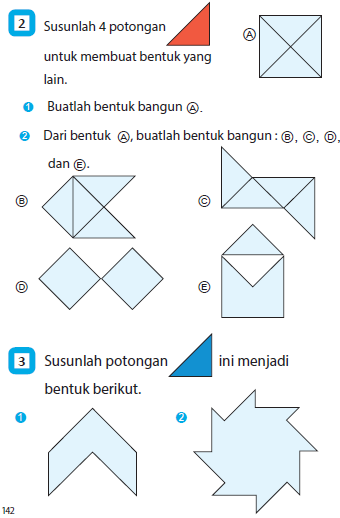 2 Susunlah 4 potongan
untuk membuat bentuk yang
lain.
Ⓐ
❶ Buatlah bentuk bangun Ⓐ.
❷ Dari bentuk Ⓐ, buatlah bentuk bangun : Ⓑ, Ⓒ, Ⓓ,
dan Ⓔ.
Ⓑ
Ⓒ
Ⓓ
Ⓔ
3 Susunlah potongan ini menjadi
bentuk berikut.
❶
❷
142